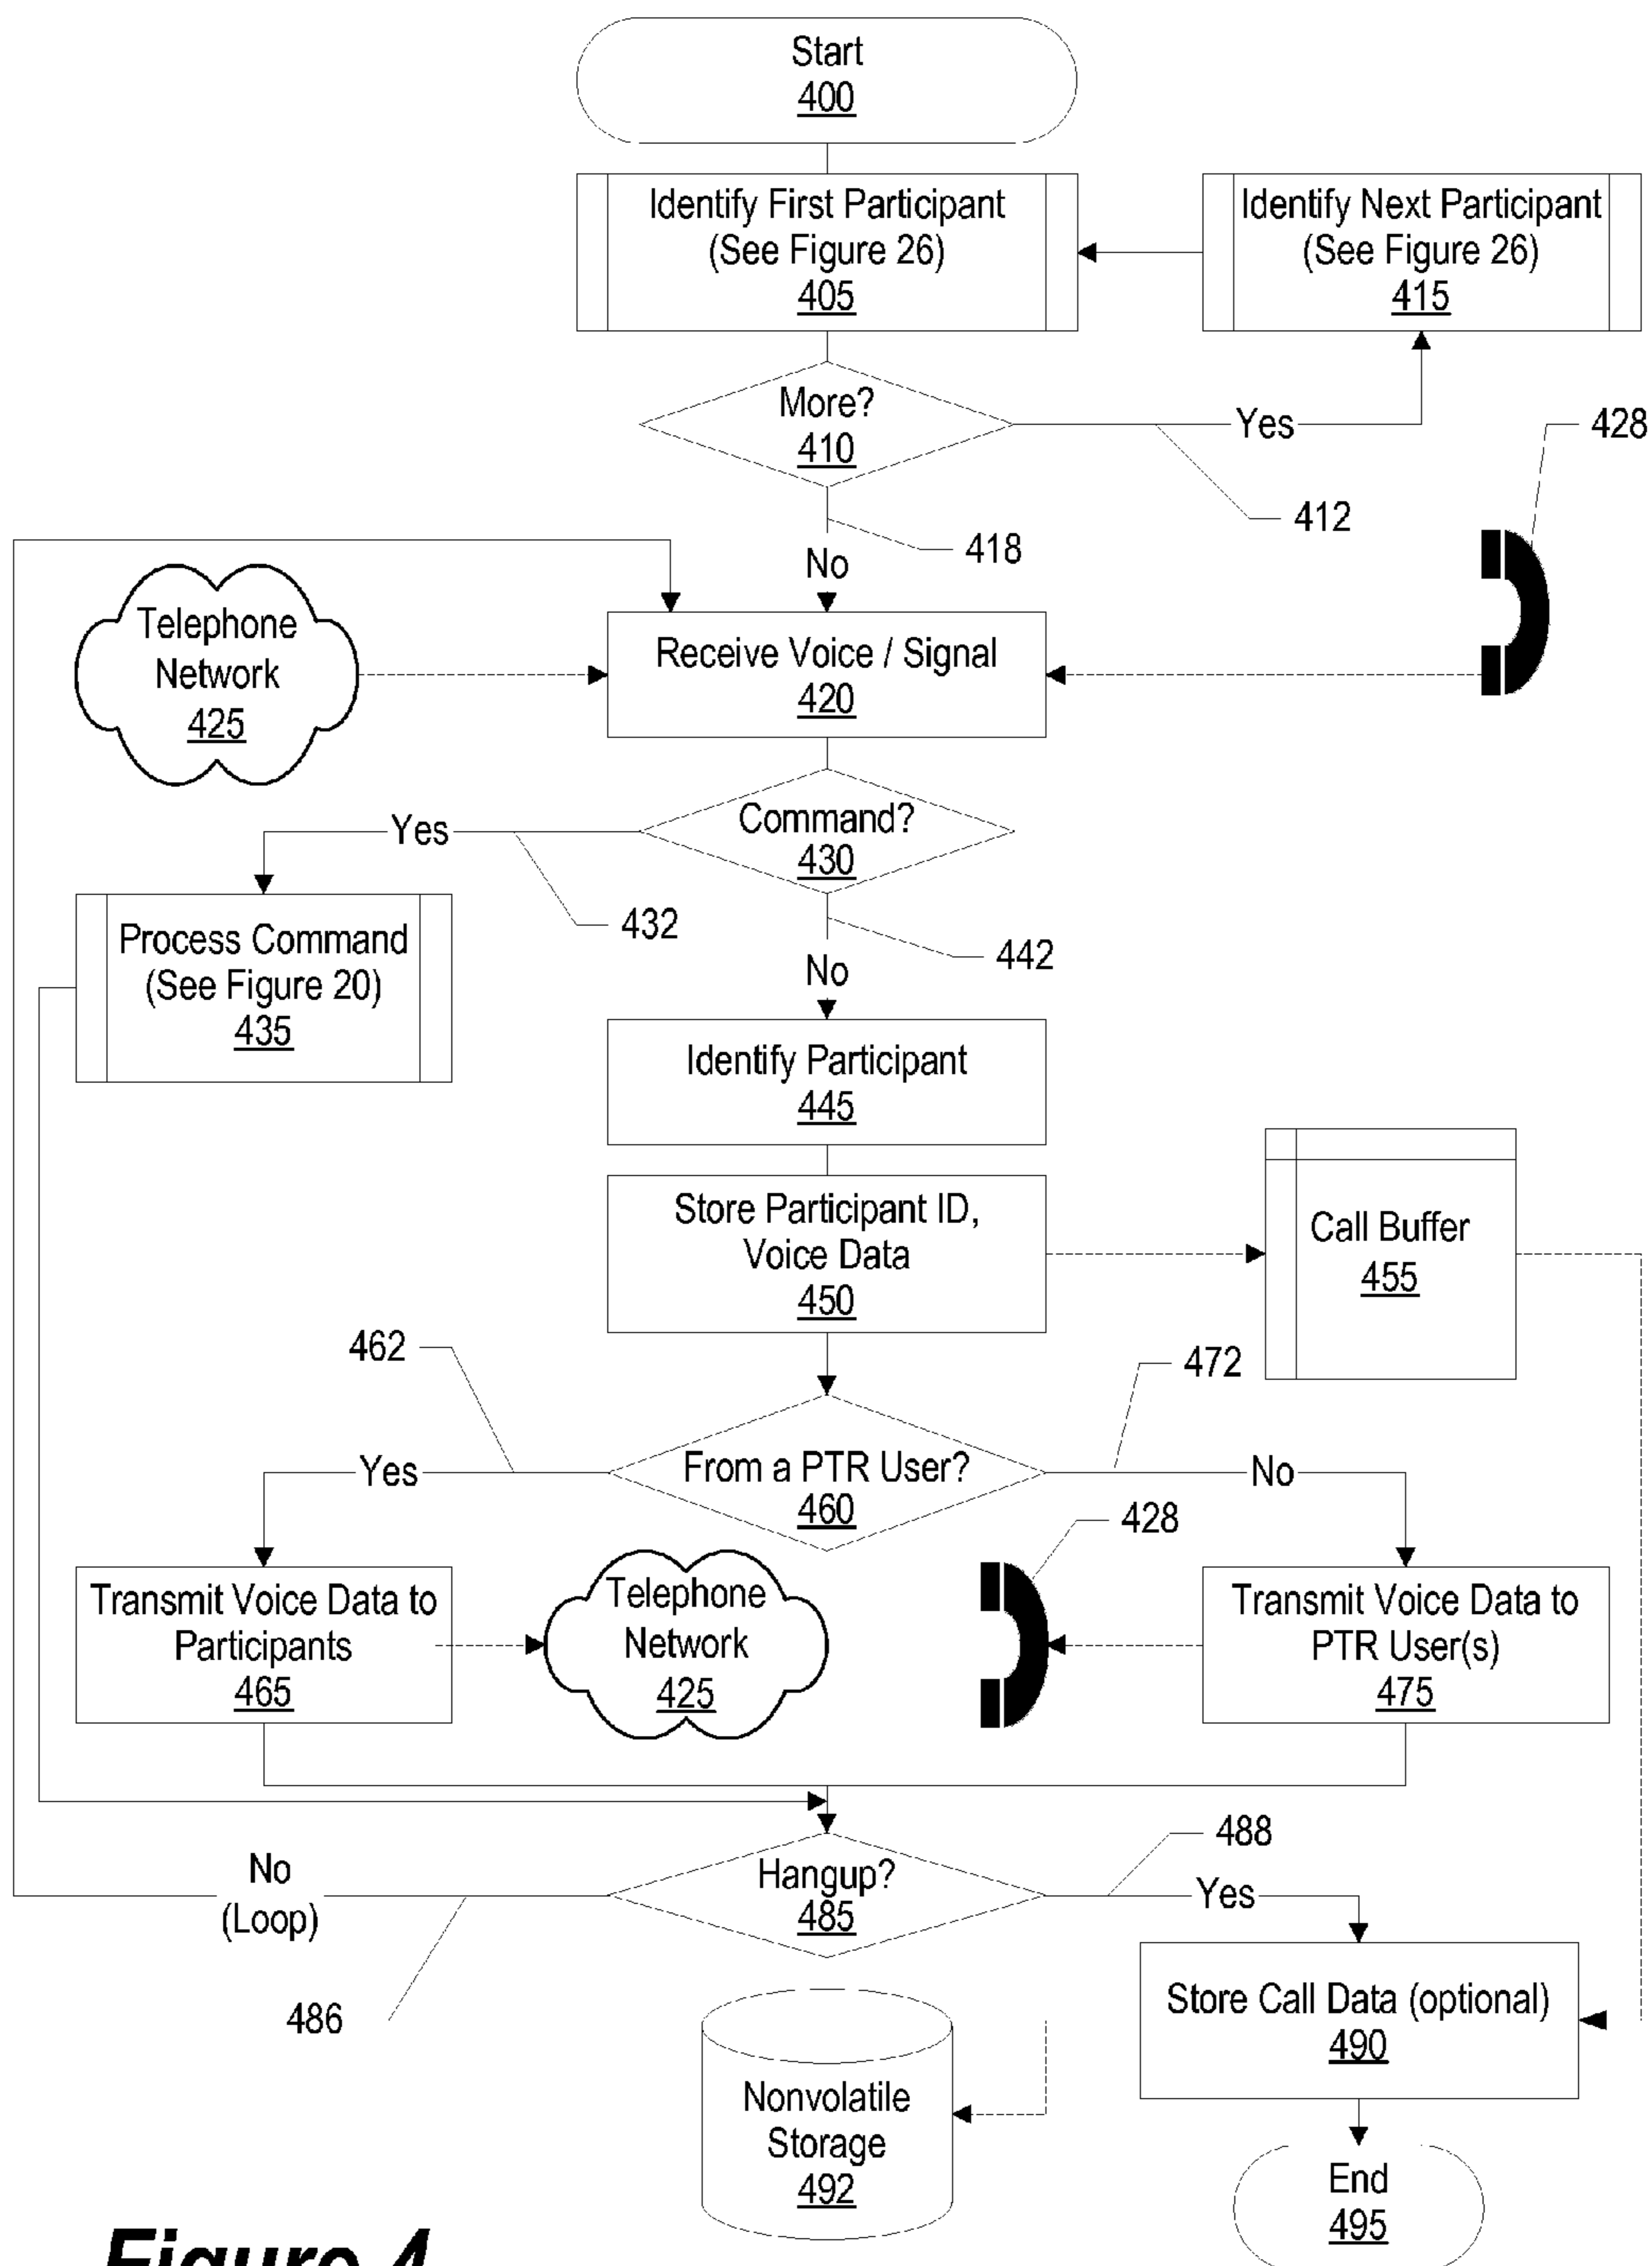 Start
400
Identify First Participant
(See Figure 26)
405
Identify Next Participant
(See Figure 26)
415
More?
410
Yes
428
412
418
No
Telephone
Network
425
Receive Voice / Signal
420
Command?
430
Yes
432
442
No
Process Command
(See Figure 20)
435
Identify Participant
445
Store Participant ID,
Voice Data
450
Call Buffer
455
462
472
From a PTR User?
460
Yes
No
428
Transmit Voice Data to
Participants
465
Telephone
Network
425
Transmit Voice Data to
PTR User(s)
475
488
Hangup?
485
No
(Loop)
Yes
486
Store Call Data (optional)
490
Nonvolatile
Storage
492
End
495
Figure 4